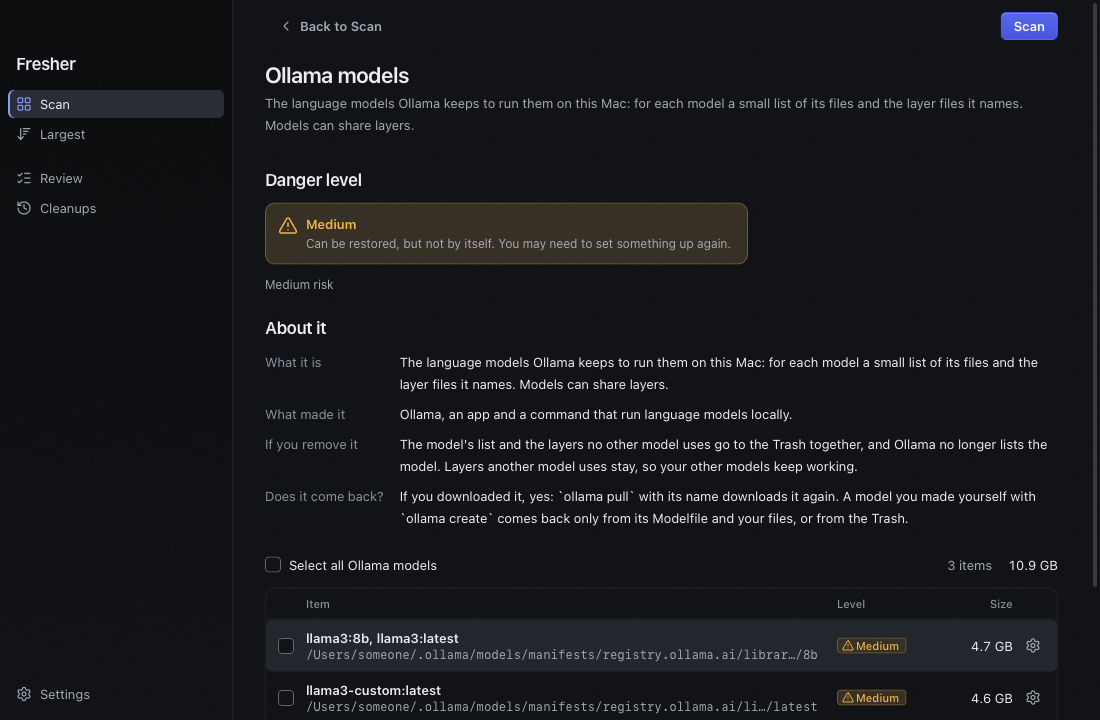 Back to Scan
Scan
Fresher
Scan
Largest
Review
Cleanups
Settings
Ollama models
The language models Ollama keeps to run them on this Mac: for each model a small list of its files and the layer files it names.
Models can share layers.
Danger level
Medium
Can be restored, but not by itself. You may need to set something up again.
Medium risk
About it
What it is
The language models Ollama keeps to run them on this Mac: for each model a small list of its files and the
layer files it names. Models can share layers.
What made it
Ollama, an app and a command that run language models locally.
If you remove it
The model's list and the layers no other model uses go to the Trash together, and Ollama no longer lists the
model. Layers another model uses stay, so your other models keep working.
Does it come back?
If you downloaded it, yes: `ollama pull` with its name downloads it again. A model you made yourself with
`ollama create` comes back only from its Modelfile and your files, or from the Trash.
Select all Ollama models
3 items 10.9 GB
Item Level Size
llama3:8b, llama3:latest
/Users/someone/.ollama/models/manifests/registry.ollama.ai/librar…/8b
Medium
4.7 GB
llama3-custom:latest
/Users/someone/.ollama/models/manifests/registry.ollama.ai/li…/latest
Medium
4.6 GB